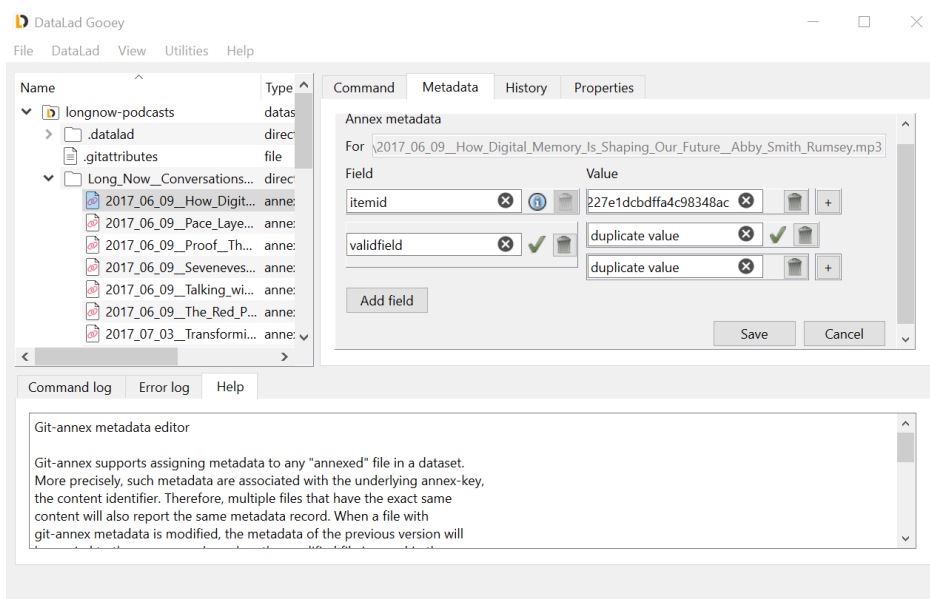 DataLad Gooey
File DataLad View Utilities Help
Name Type
longnow-podcasts datas
.datalad direct
.gitattributes file
Long_Now__Conversations... direct
2017_06_09__How_Digit... anne
2017_06_09__Pace_Laye... anne
2017_06_09__Proof__Th... anne
2017_06_09__Seveneves... anne
2017_06_09__Talking_wi... anne
2017_06_09__The_Red_P... anne
2017_07_03__Transformi... anne
Command Metadata History Properties
Annex metadata
For \2017_06_09__How_Digital_Memory_Is_Shaping_Our_Future__Abby_Smith_Rumsey.mp3
Field Value
itemid 227e1dcbdffa4c98348ac +
validfield duplicate value
duplicate value +
Add field
Save Cancel
Command log Error log Help
Git-annex metadata editor
Git-annex supports assigning metadata to any "annexed" file in a dataset.
More precisely, such metadata are associated with the underlying annex-key,
the content identifier. Therefore, multiple files that have the exact same
content will also report the same metadata record. When a file with
git-annex metadata is modified, the metadata of the previous version will